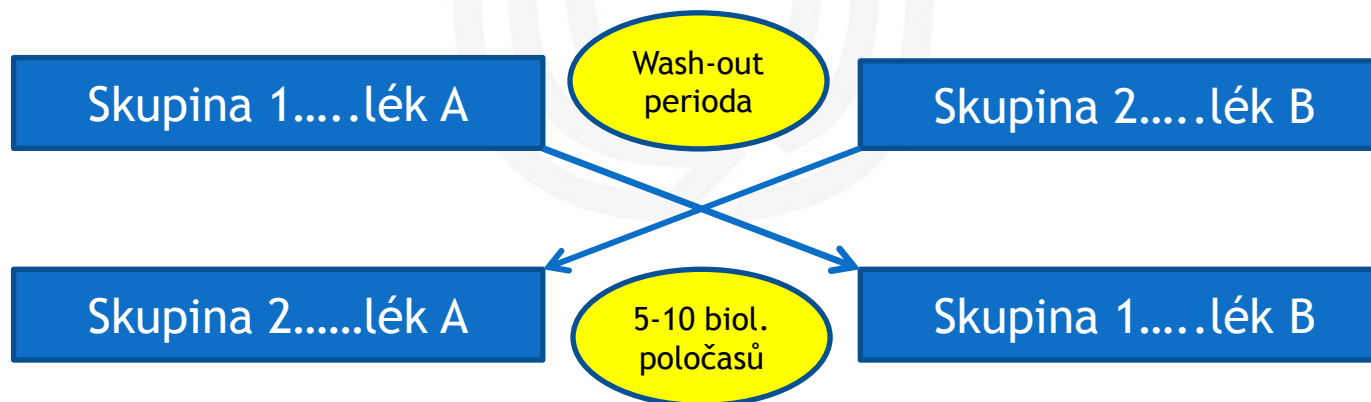 Skupina 1…..lék A
Wash-out
perioda
Skupina 2…..lék B
Skupina 2……lék A
5-10 biol.
poločasů
Skupina 1…..lék B